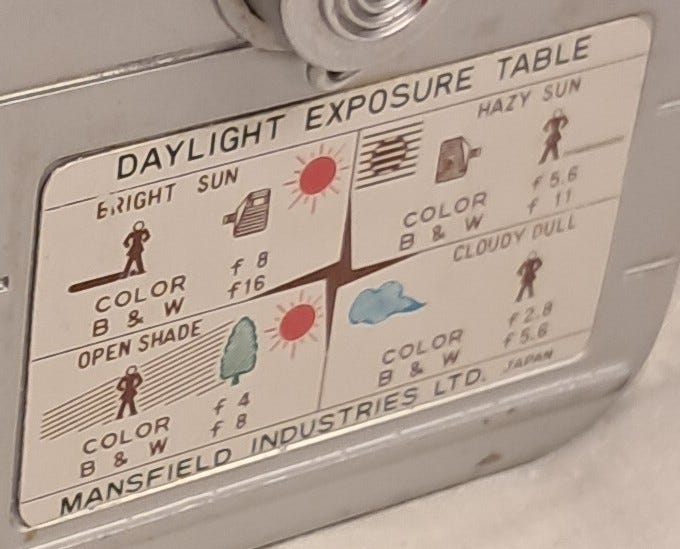 DAYLIGHT EXPOSURE TABLE
BRIGHT SUN
COLOR f 8
B & W f16
HAZY SUN
COLOR f 5.6
B & W f 11
OPEN SHADE
COLOR f 4
B & W f 8
CLOUDY DULL
COLOR f 2.8
B & W f 5.6
MANSFIELD INDUSTRIES LTD. JAPAN